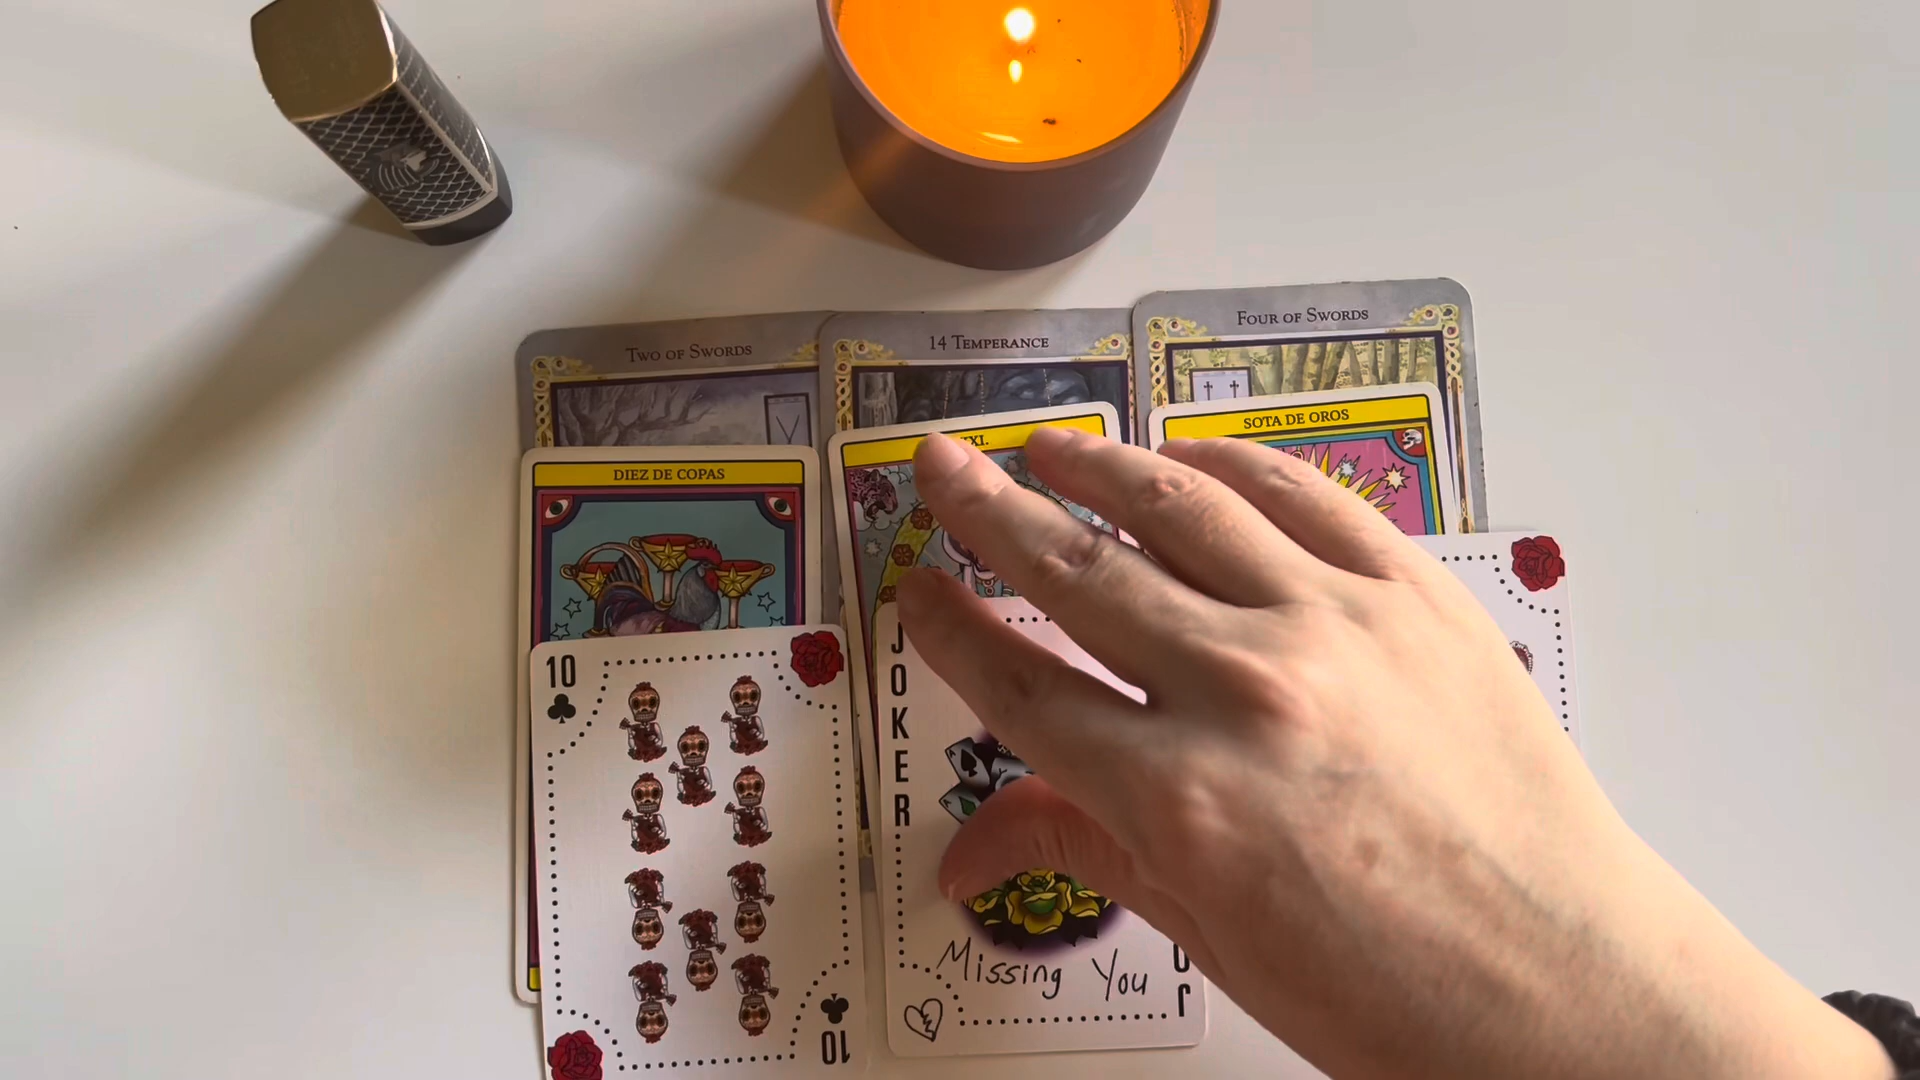 Two of Swords
14 Temperance
Four of Swords
DIEZ DE COPAS
SOTA DE OROS
10
JOKER
Missing You
10